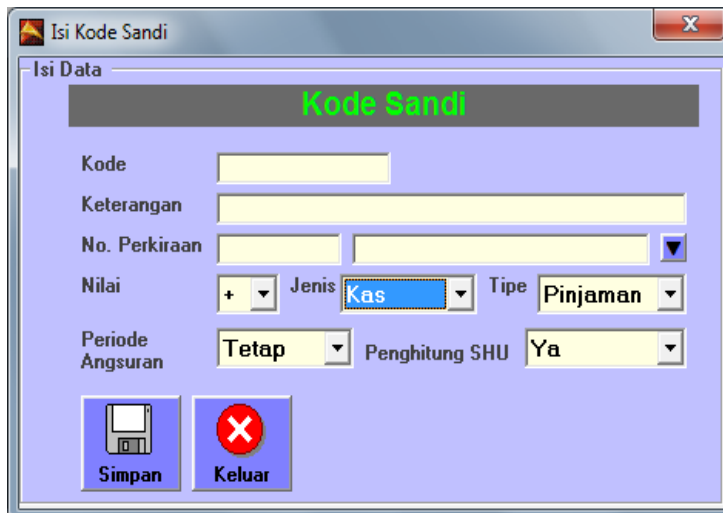 Isi Kode Sandi
X
Isi Data
Kode Sandi
Kode
Keterangan
No. Perkiraan
Nilai + Jenis Kas Tipe Pinjaman
Periode Angsuran Tetap Penghitung SHU Ya
Simpan Keluar